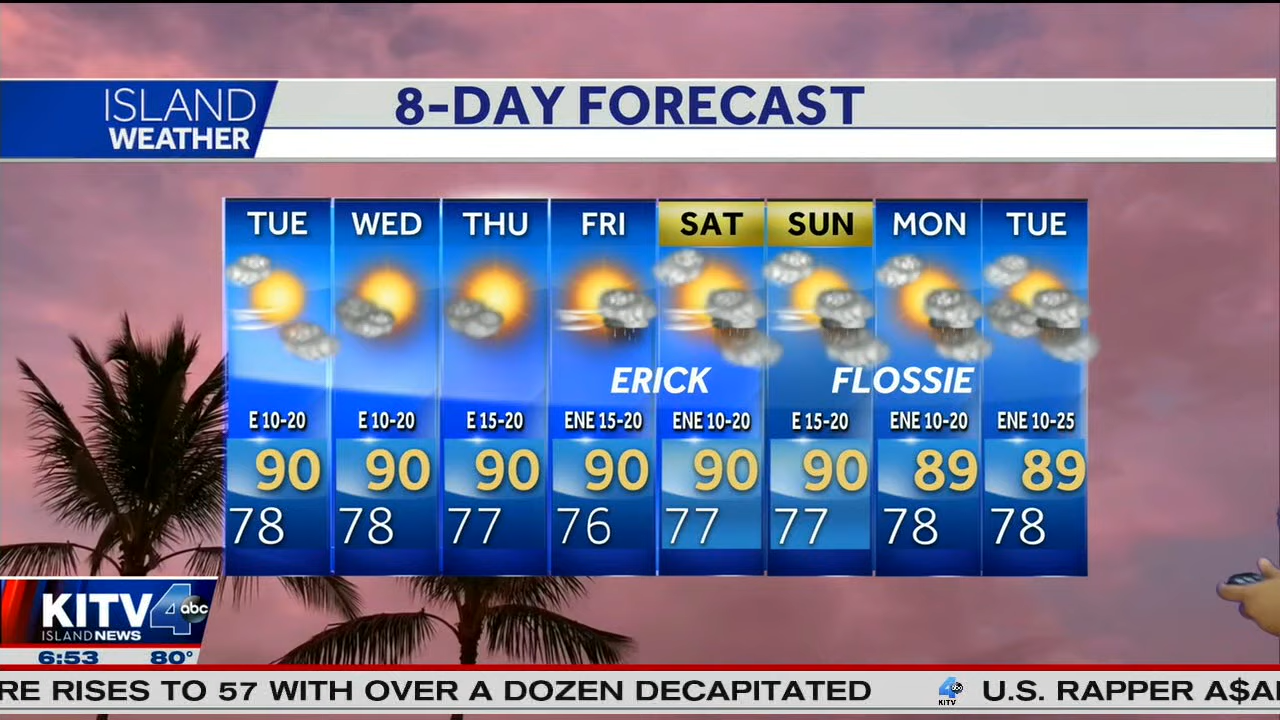 ISLAND
WEATHER
8-DAY FORECAST
TUE WED THU FRI SAT SUN MON TUE
ERICK FLOSSIE
E 10-20 E 10-20 E 15-20 ENE 15-20 ENE 10-20 E 15-20 ENE 10-20 ENE 10-25
90 90 90 90 90 90 89 89
78 78 77 76 77 77 78 78
KITV4 abc
ISLAND NEWS
6:53 80°
RE RISES TO 57 WITH OVER A DOZEN DECAPITATED 4 abc KITV U.S. RAPPER A$A